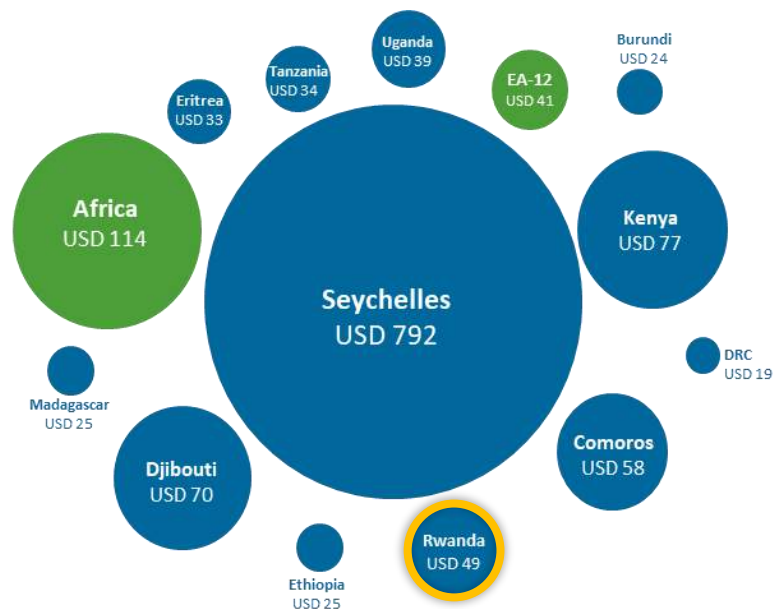 Uganda
USD 39
Burundi
USD 24
Tanzania
USD 34
EA-12
USD 41
Eritrea
USD 33
Africa
USD 114
Kenya
USD 77
Seychelles
USD 792
DRC
USD 19
Madagascar
USD 25
Comoros
USD 58
Djibouti
USD 70
Rwanda
USD 49
Ethiopia
USD 25